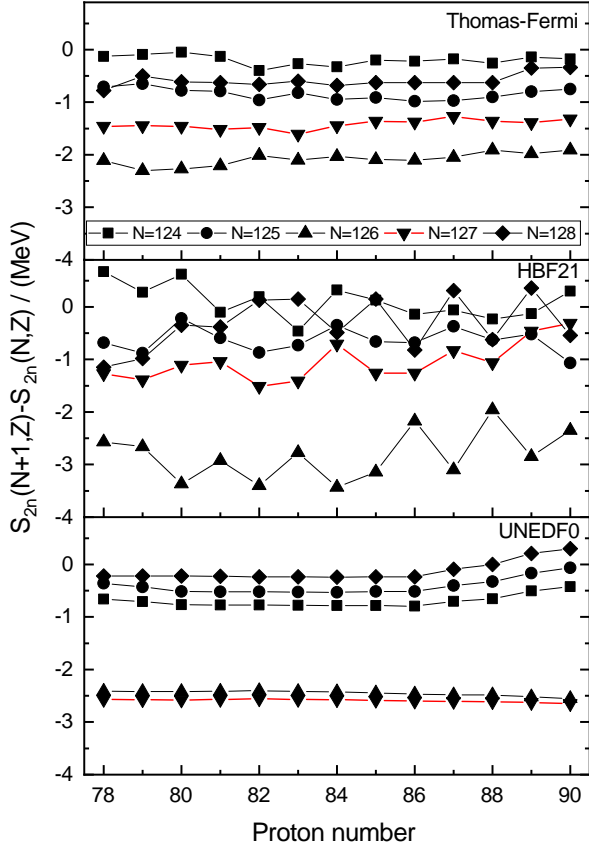 Thomas-Fermi
0
-1
-2
-3
N=124 N=125 N=126 N=127 N=128
-4
HBF21
0
-1
-2
-3
-4
UNEDF0
0
-1
-2
-3
-4
78 80 82 84 86 88 90
Proton number
S2n(N+1,Z)-S2n(N,Z) / (MeV)